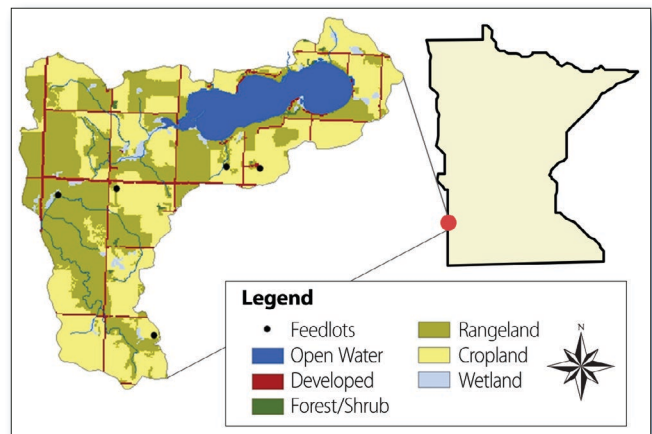 Legend
Feedlots
Open Water
Developed
Forest/Shrub
Rangeland
Cropland
Wetland
N